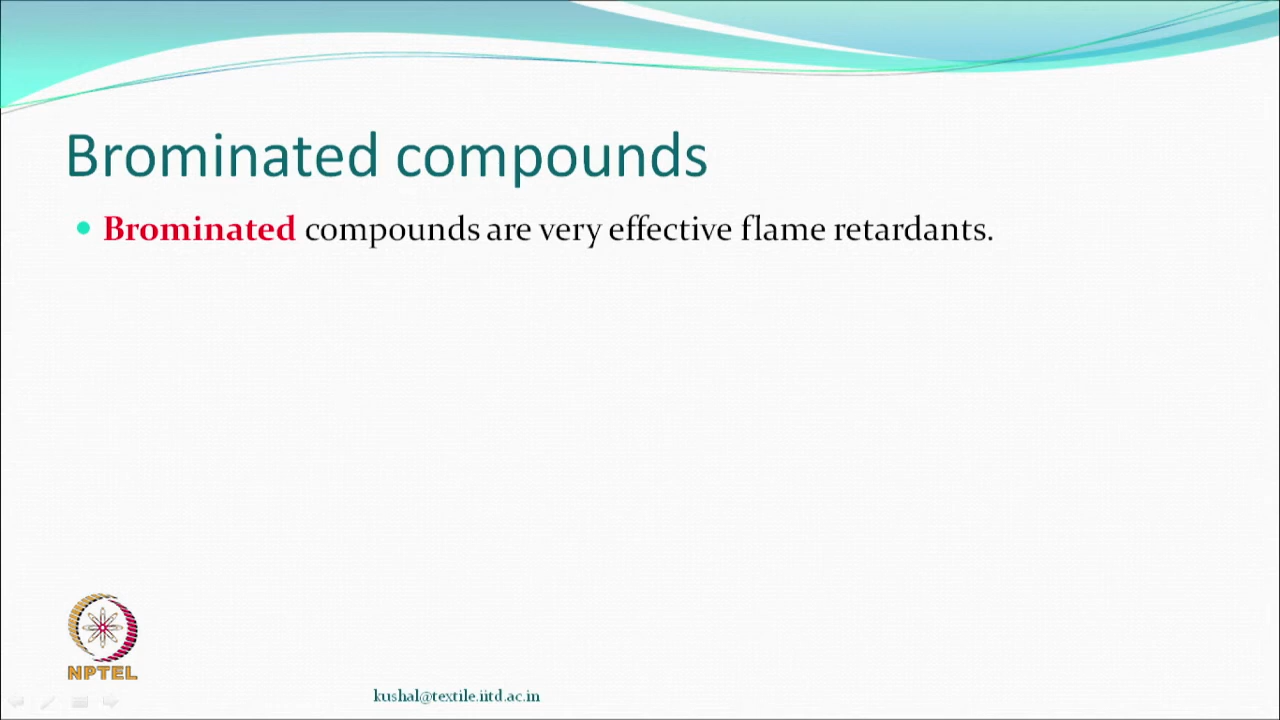 Brominated compounds
Brominated compounds are very effective flame retardants.
NPTEL
kushal@textile.iitd.ac.in